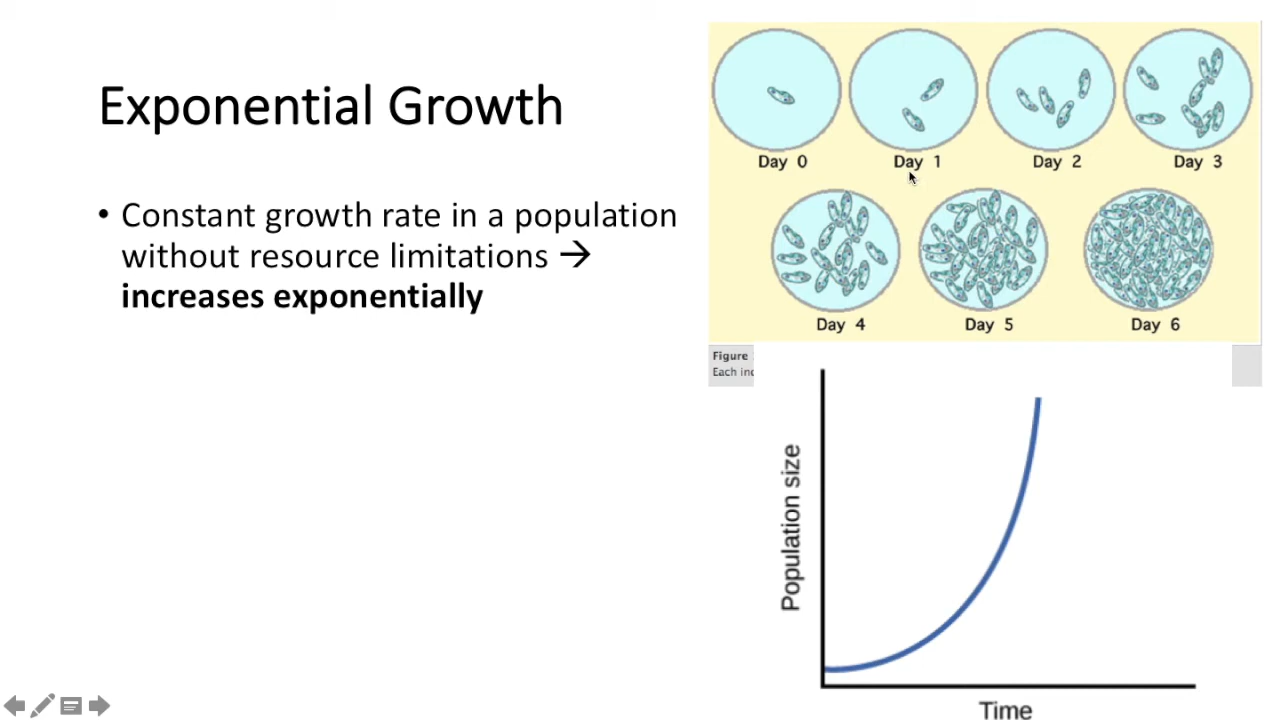 Exponential Growth
• Constant growth rate in a population
without resource limitations →
increases exponentially
Day 0
Day 1
Day 2
Day 3
Day 4
Day 5
Day 6
Figure
Each
Population size
Time